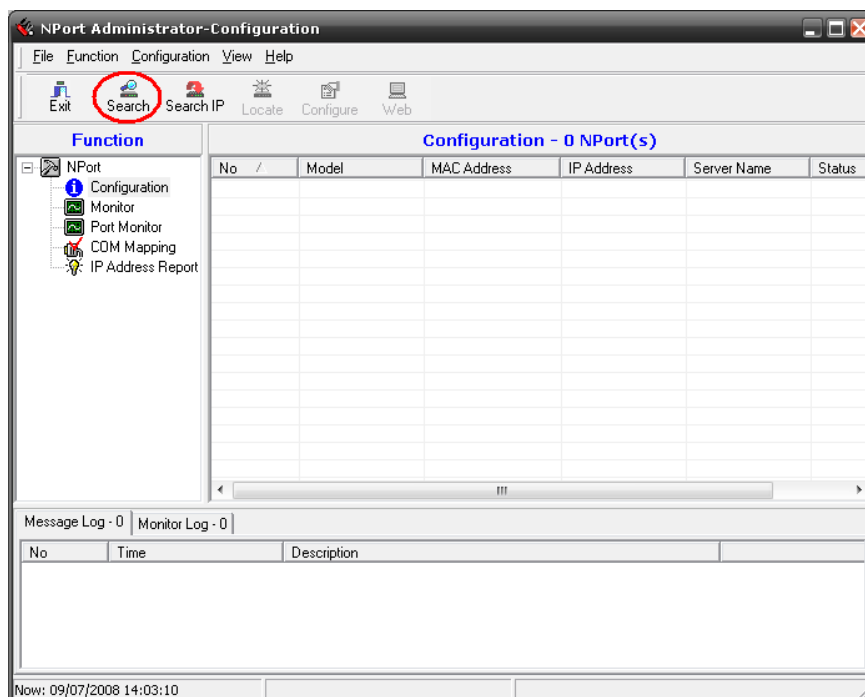 NPort Administrator-Configuration
File Function Configuration View Help
Exit Search Search IP Locate Configure Web
Function
Configuration - 0 NPort(s)
NPort
Configuration
Monitor
Port Monitor
COM Mapping
IP Address Report
No / Model MAC Address IP Address Server Name Status
Message Log - 0 Monitor Log - 0
No Time Description
Now: 09/07/2008 14:03:10